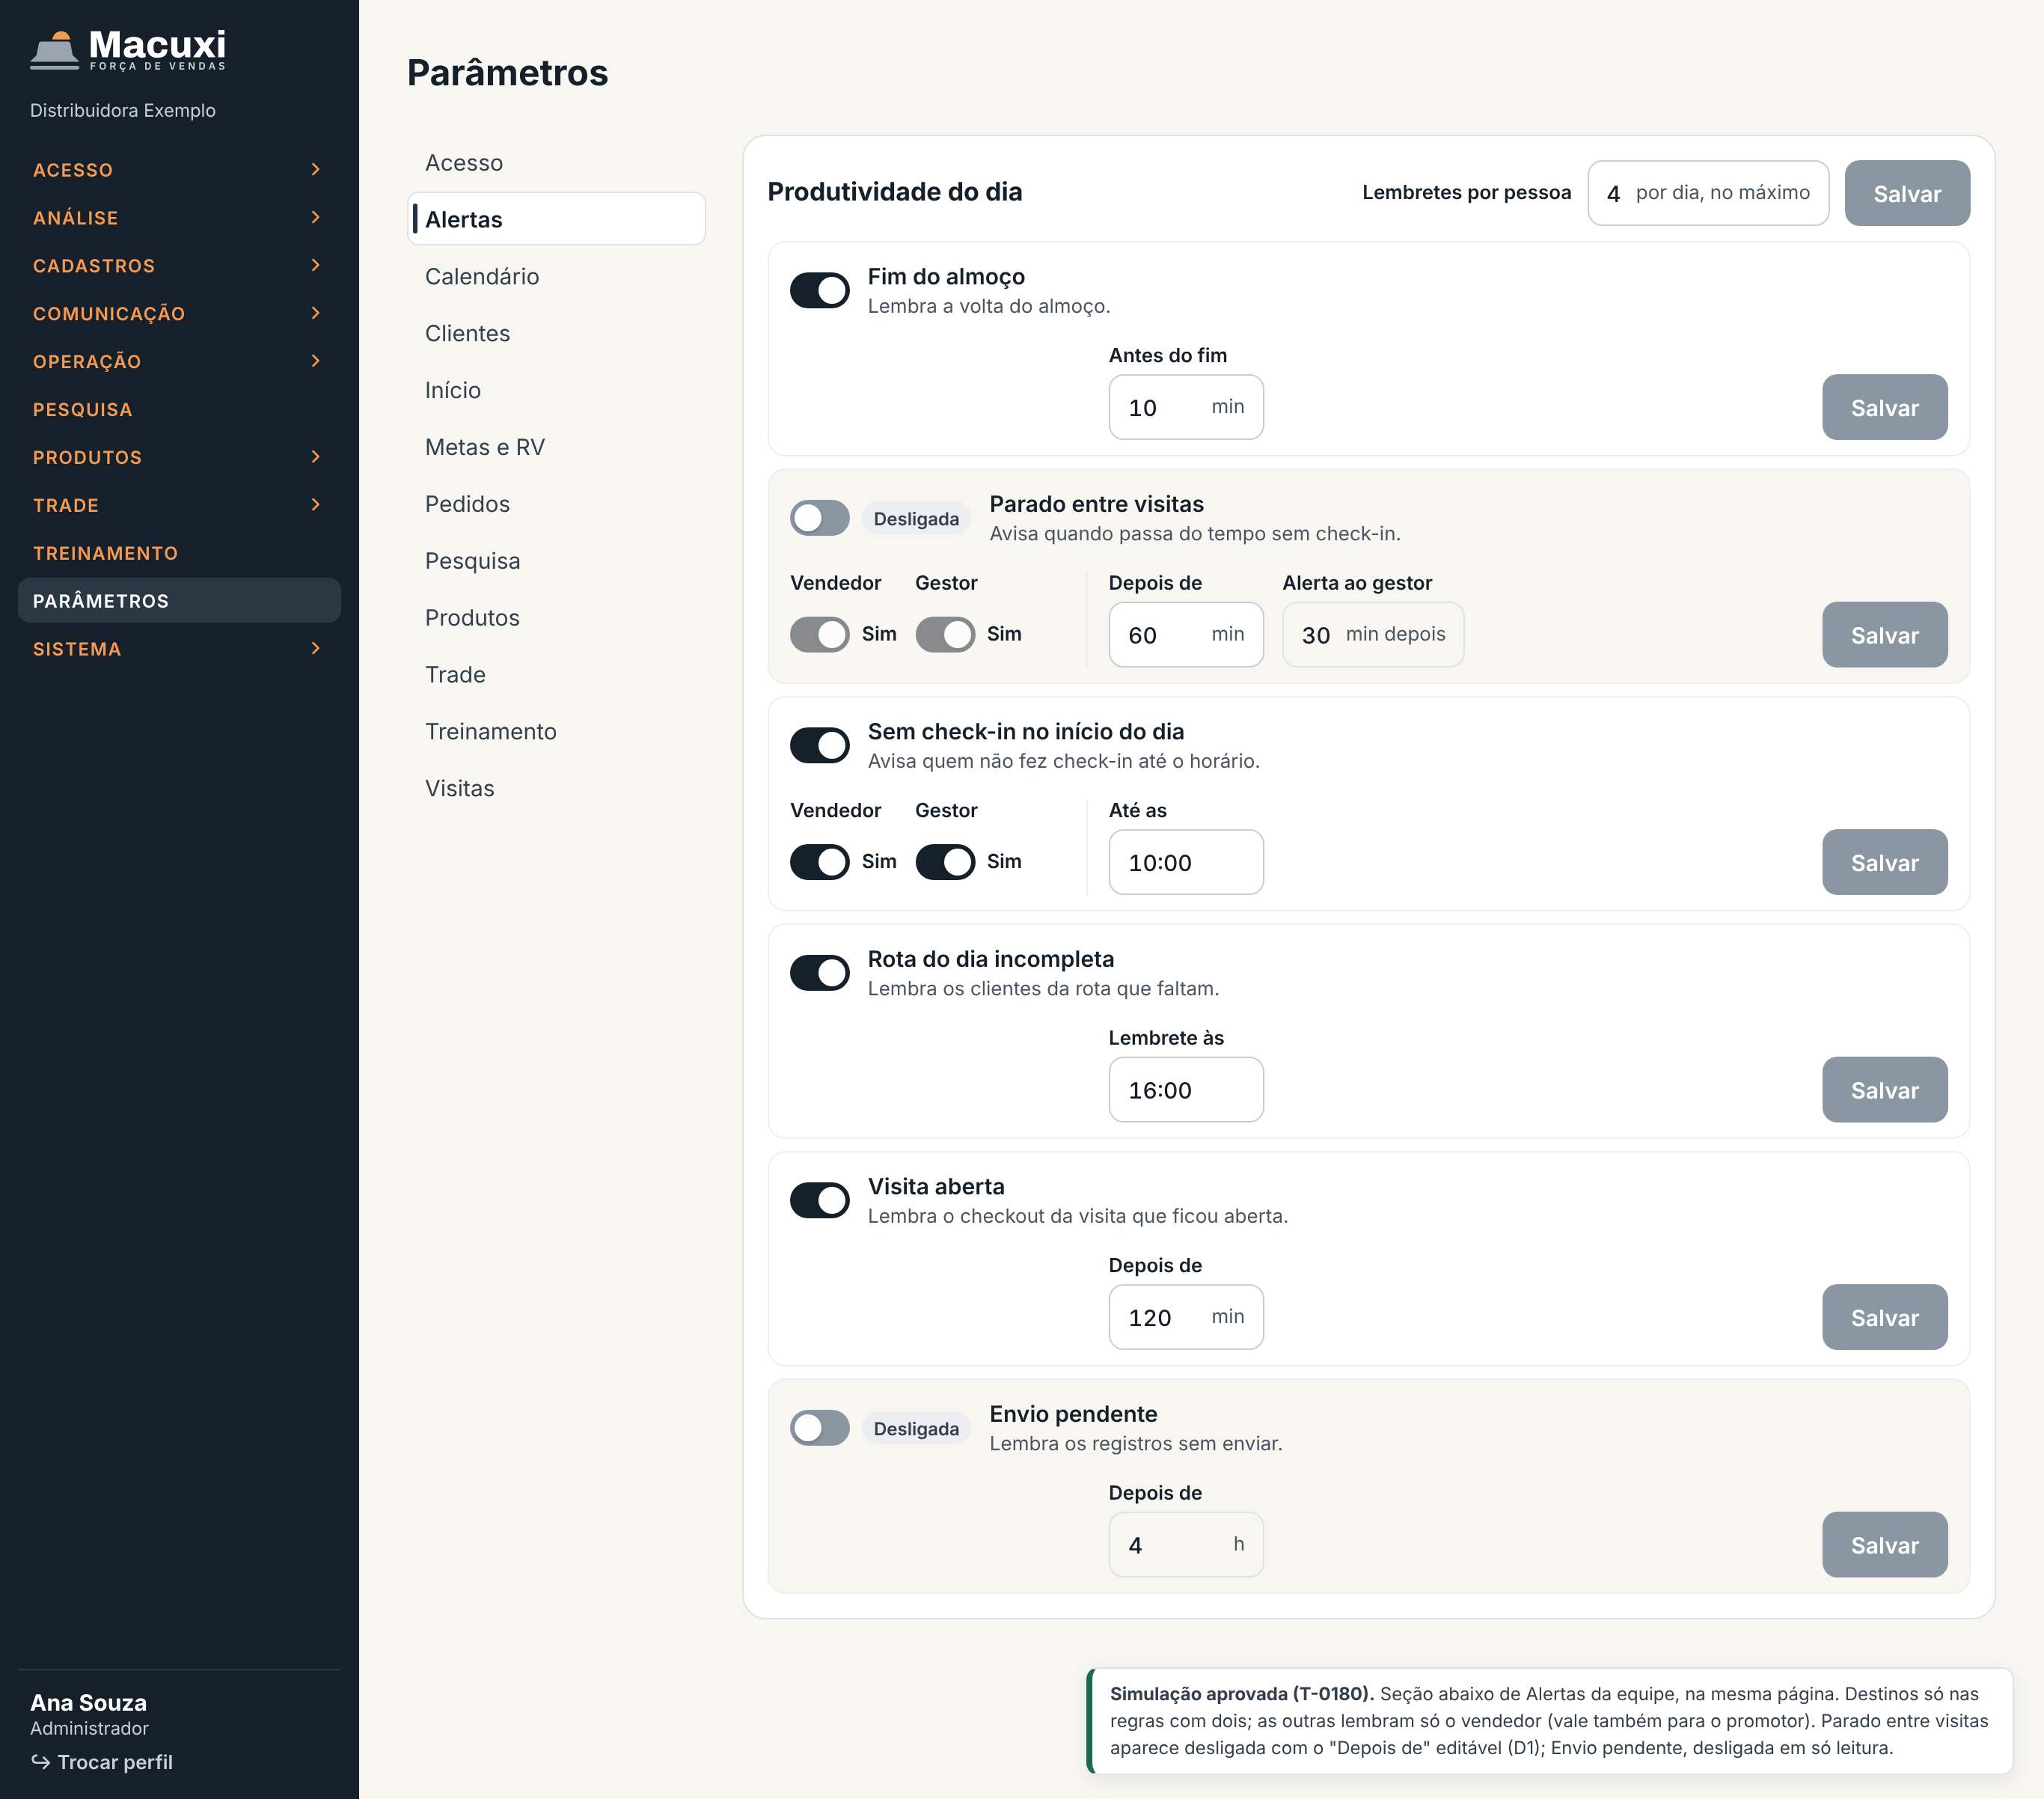 Macuxi
FORÇA DE VENDAS
Distribuidora Exemplo
ACESSO
ANÁLISE
CADASTROS
COMUNICAÇÃO
OPERAÇÃO
PESQUISA
PRODUTOS
TRADE
TREINAMENTO
PARÂMETROS
SISTEMA
Ana Souza
Administrador
Trocar perfil
Parâmetros
Acesso
Alertas
Calendário
Clientes
Início
Metas e RV
Pedidos
Pesquisa
Produtos
Trade
Treinamento
Visitas
Produtividade do dia
Lembretes por pessoa
4 por dia, no máximo
Salvar
Fim do almoço
Lembra a volta do almoço.
Antes do fim
10 min
Salvar
Desligada
Parado entre visitas
Avisa quando passa do tempo sem check-in.
Vendedor Gestor Depois de Alerta ao gestor
Sim Sim 60 min 30 min depois
Salvar
Sem check-in no início do dia
Avisa quem não fez check-in até o horário.
Vendedor Gestor Até as
Sim Sim 10:00
Salvar
Rota do dia incompleta
Lembra os clientes da rota que faltam.
Lembrete às
16:00
Salvar
Visita aberta
Lembra o checkout da visita que ficou aberta.
Depois de
120 min
Salvar
Desligada
Envio pendente
Lembra os registros sem enviar.
Depois de
4 h
Salvar
Simulação aprovada (T-0180). Seção abaixo de Alertas da equipe, na mesma página. Destinos só nas
regras com dois; as outras lembram só o vendedor (vale também para o promotor). Parado entre visitas
aparece desligada com o "Depois de" editável (D1); Envio pendente, desligada em só leitura.